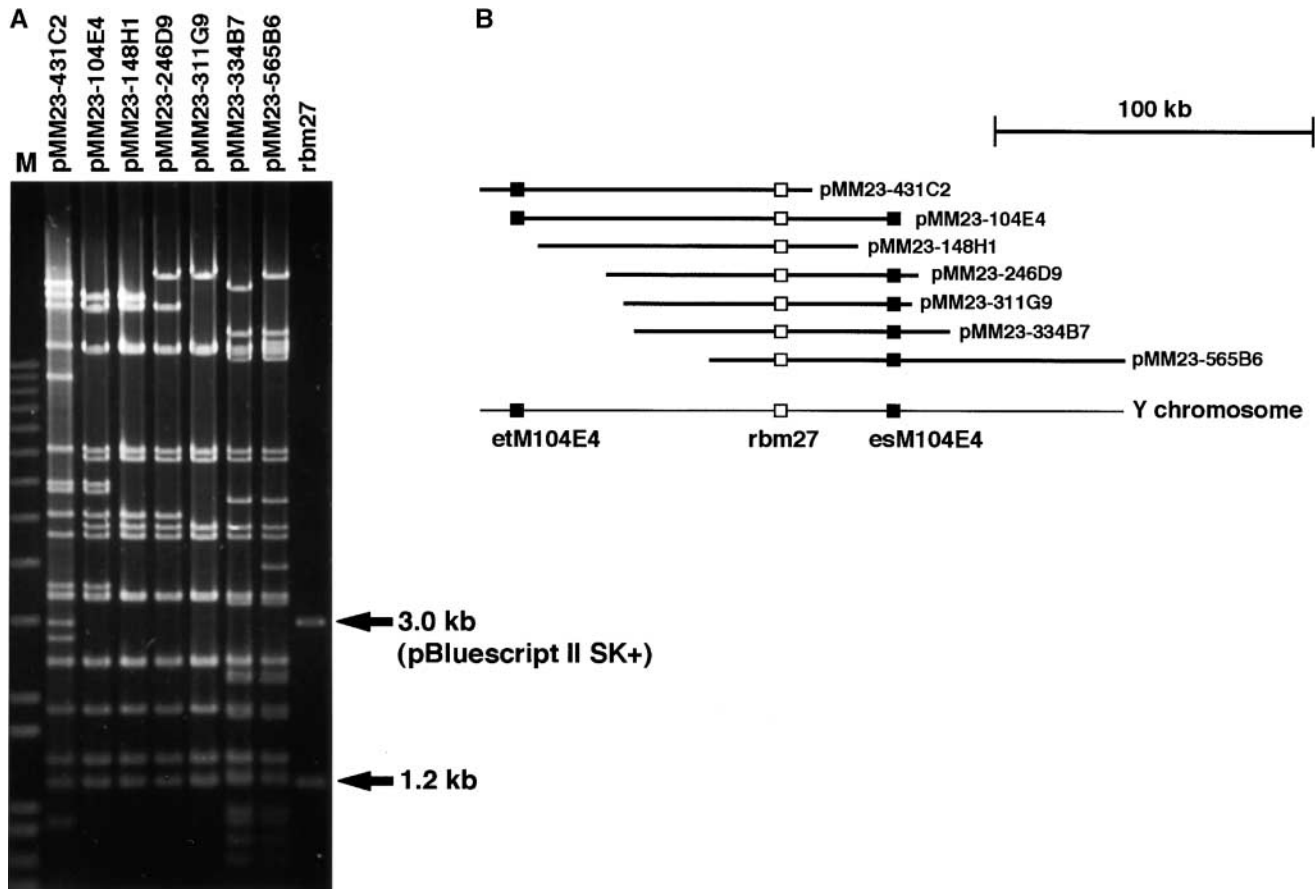 A
M
pMM23-431C2
pMM23-104E4
pMM23-148H1
pMM23-246D9
pMM23-311G9
pMM23-334B7
pMM23-565B6
rbm27
3.0 kb
(pBluescript II SK+)
1.2 kb
B
100 kb
pMM23-431C2
pMM23-104E4
pMM23-148H1
pMM23-246D9
pMM23-311G9
pMM23-334B7
pMM23-565B6
Y chromosome
etM104E4 rbm27 esM104E4